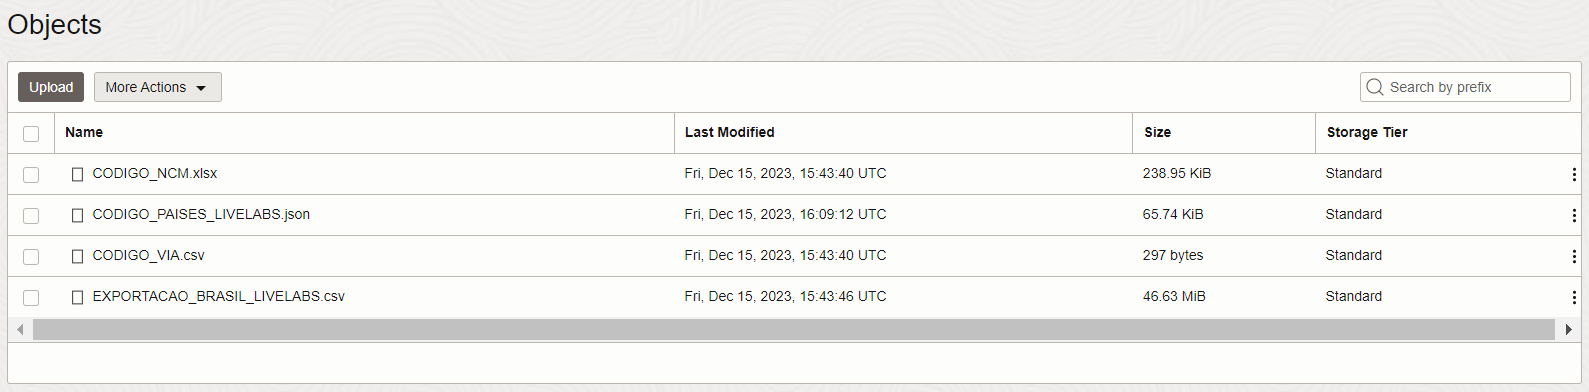 Objects
Upload More Actions Search by prefix
Name Last Modified Size Storage Tier
CODIGO_NCM.xlsx Fri, Dec 15, 2023, 15:43:40 UTC 238.95 KiB Standard
CODIGO_PAISES_LIVELABS.json Fri, Dec 15, 2023, 16:09:12 UTC 65.74 KiB Standard
CODIGO_VIA.csv Fri, Dec 15, 2023, 15:43:40 UTC 297 bytes Standard
EXPORTACAO_BRASIL_LIVELABS.csv Fri, Dec 15, 2023, 15:43:46 UTC 46.63 MiB Standard